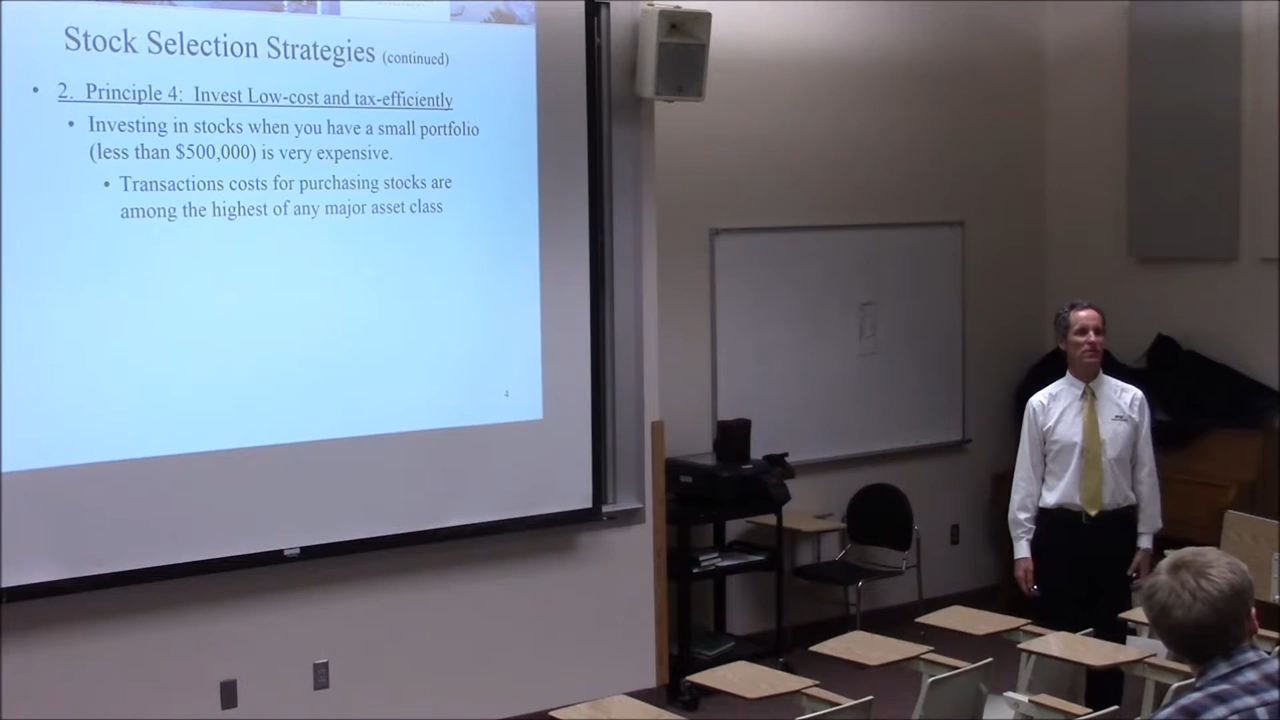 Stock Selection Strategies (continued)
• 2. Principle 4: Invest Low-cost and tax-efficiently
• Investing in stocks when you have a small portfolio
(less than $500,000) is very expensive.
• Transactions costs for purchasing stocks are
among the highest of any major asset class
4